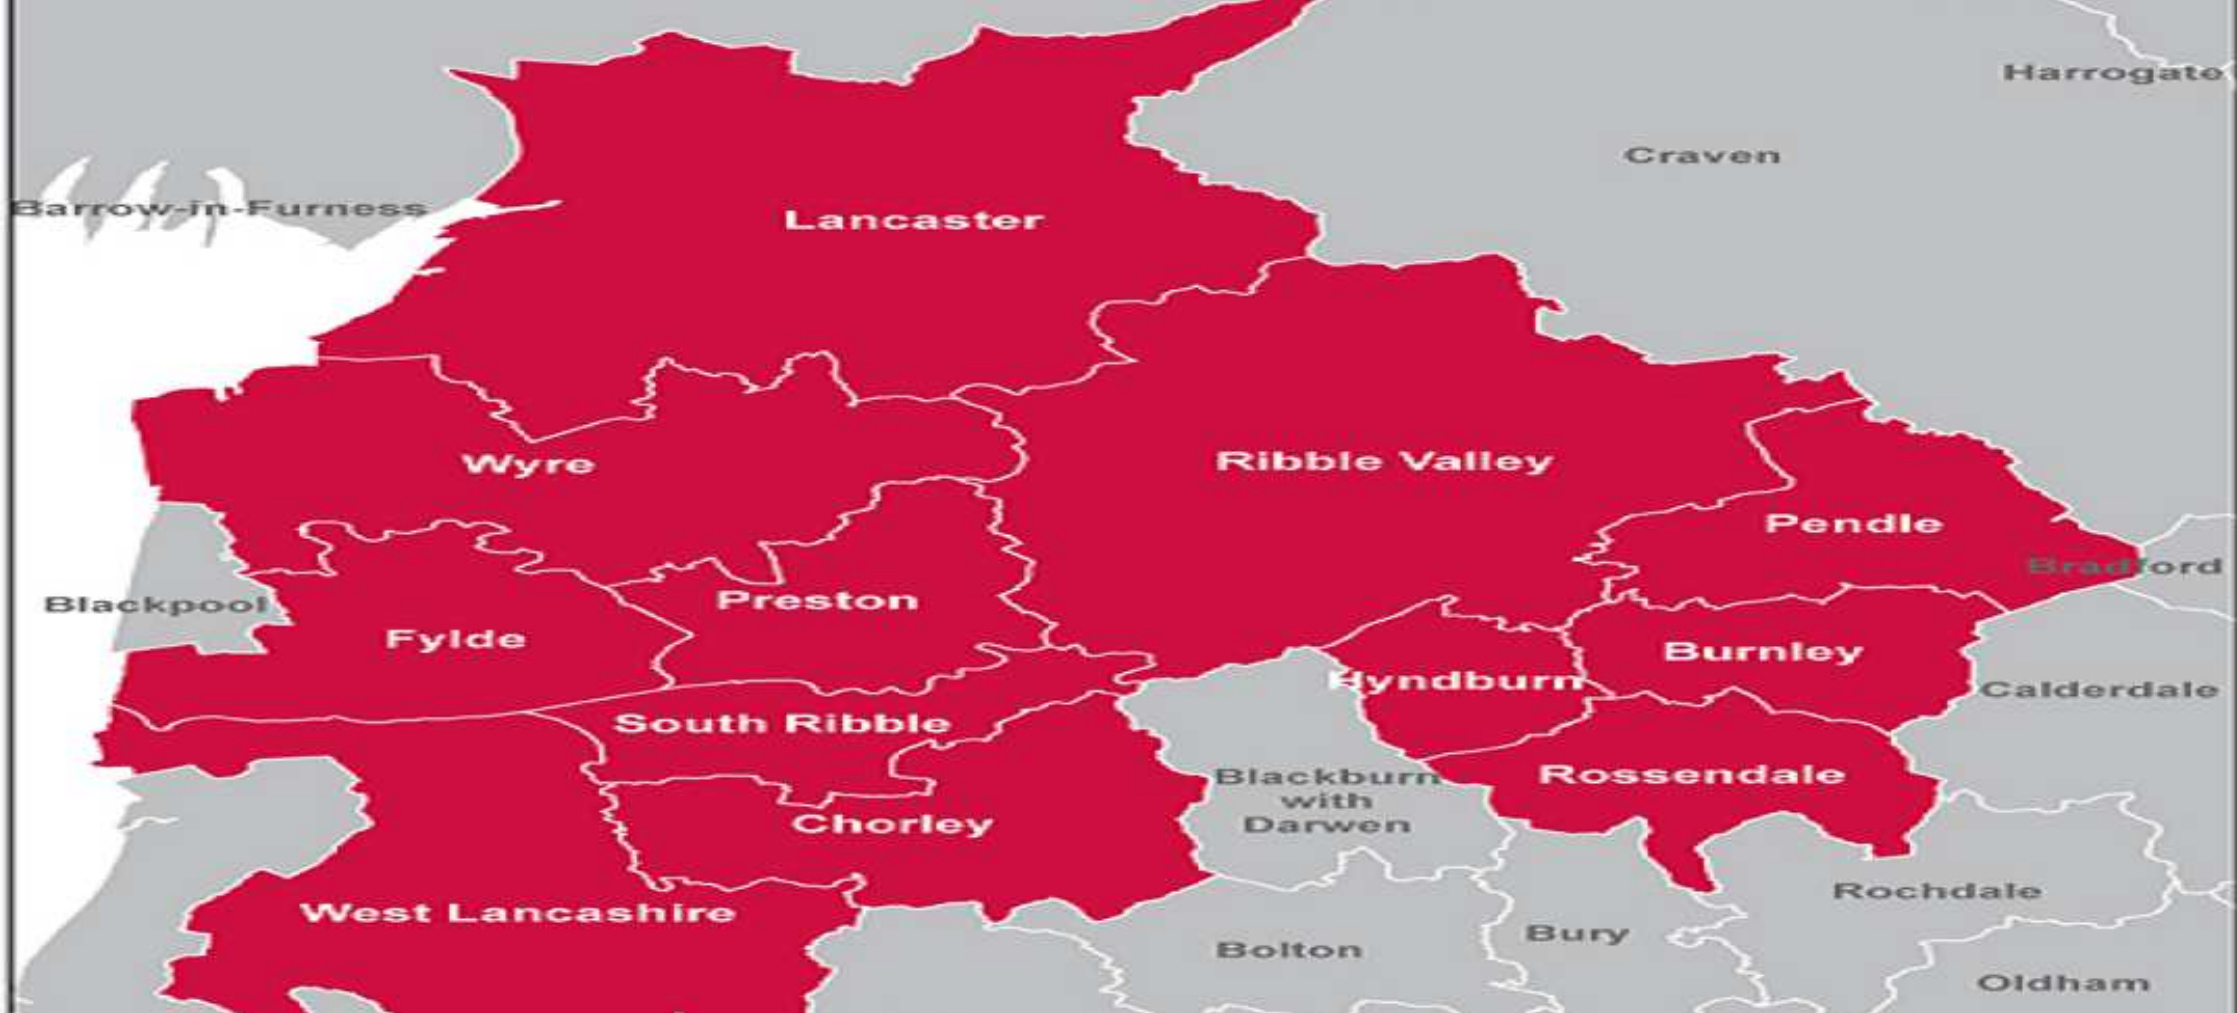 Harrogate
Craven
Barrow-in-Furness
Lancaster
Wyre
Ribble Valley
Pendle
Bradford
Blackpool
Preston
Fylde
Burnley
Hyndburn
Calderdale
South Ribble
Blackburn
with
Darwen
Rossendale
Chorley
Rochdale
West Lancashire
Bury
Bolton
Oldham